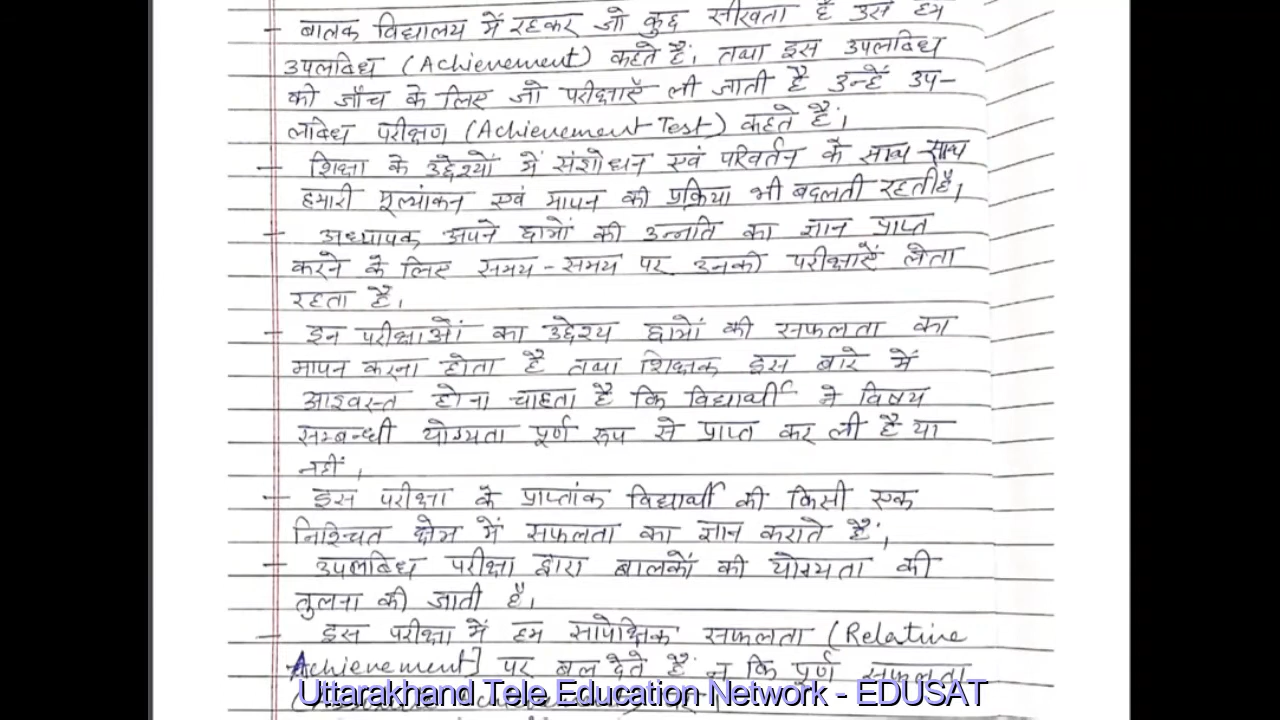 - बालक विद्यालय में रहकर जो कुछ सीखता है उसे हम
उपलब्धि (Achievement) कहते हैं। तथा इस उपलब्धि
की जाँच के लिए जो परीक्षाएँ ली जाती है उन्हें उप-
लब्धि परीक्षण (Achievement Test) कहते हैं।
- शिक्षा के उद्देश्यों में संशोधन एवं परिवर्तन के साथ-साथ
हमारी मूल्यांकन एवं मापन की प्रक्रिया भी बदलती रहती है।
- अध्यापक अपने छात्रों की उन्नति का ज्ञान प्राप्त
करने के लिए समय-समय पर उनकी परीक्षाएँ लेता
रहता है।
- इन परीक्षाओं का उद्देश्य छात्रों की सफलता का
मापन करना होता है तथा शिक्षक इस बारे में
आश्वस्त होना चाहता है कि विद्यार्थी ने विषय
सम्बन्धी योग्यता पूर्ण रूप से प्राप्त कर ली है या
नहीं।
- इस परीक्षा के प्राप्तांक विद्यार्थी की किसी एक
निश्चित क्षेत्र में सफलता का ज्ञान कराते हैं।
- उपलब्धि परीक्षा द्वारा बालकों की योग्यता की
तुलना की जाती है।
- इस परीक्षा में हम सापेक्षिक सफलता (Relative
Achievement] पर बल देते हैं न कि पूर्ण सफलता
Uttarakhand Tele Education Network - EDUSAT